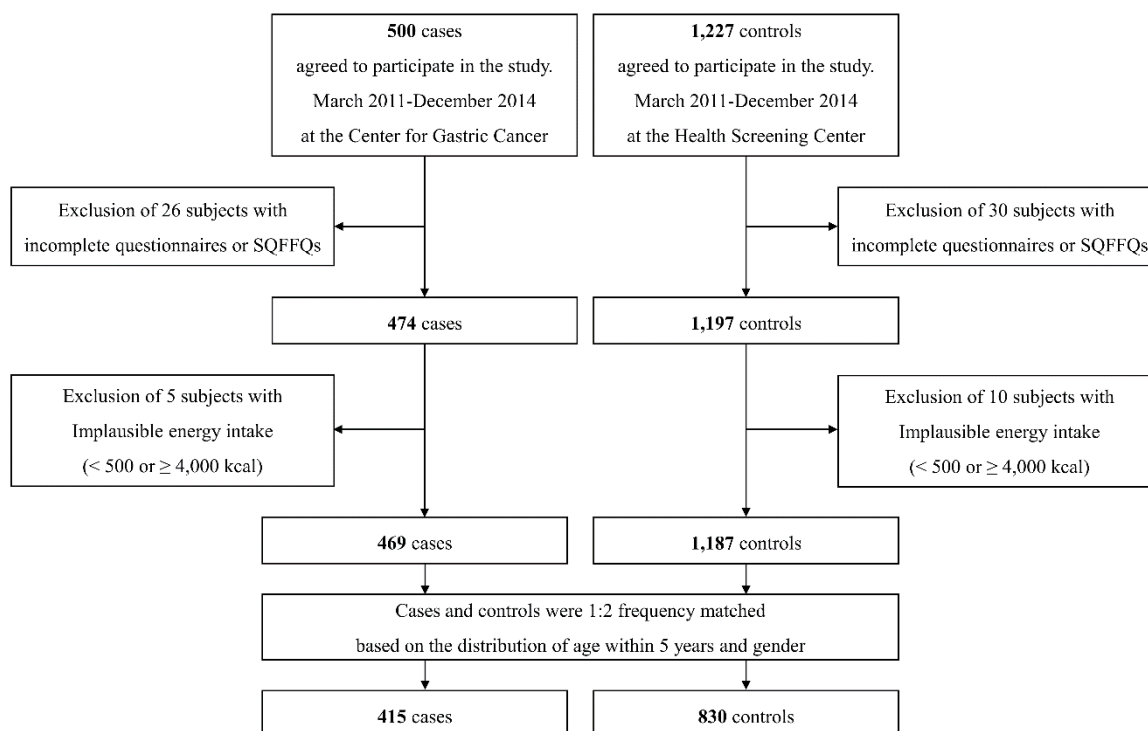 500 cases
agreed to participate in the study.
March 2011-December 2014
at the Center for Gastric Cancer
1,227 controls
agreed to participate in the study.
March 2011-December 2014
at the Health Screening Center
Exclusion of 26 subjects with
incomplete questionnaires or SQFFQs
Exclusion of 30 subjects with
incomplete questionnaires or SQFFQs
474 cases
1,197 controls
Exclusion of 5 subjects with
Implausible energy intake
(< 500 or ≥ 4,000 kcal)
Exclusion of 10 subjects with
Implausible energy intake
(< 500 or ≥ 4,000 kcal)
469 cases
1,187 controls
Cases and controls were 1:2 frequency matched
based on the distribution of age within 5 years and gender
415 cases
830 controls